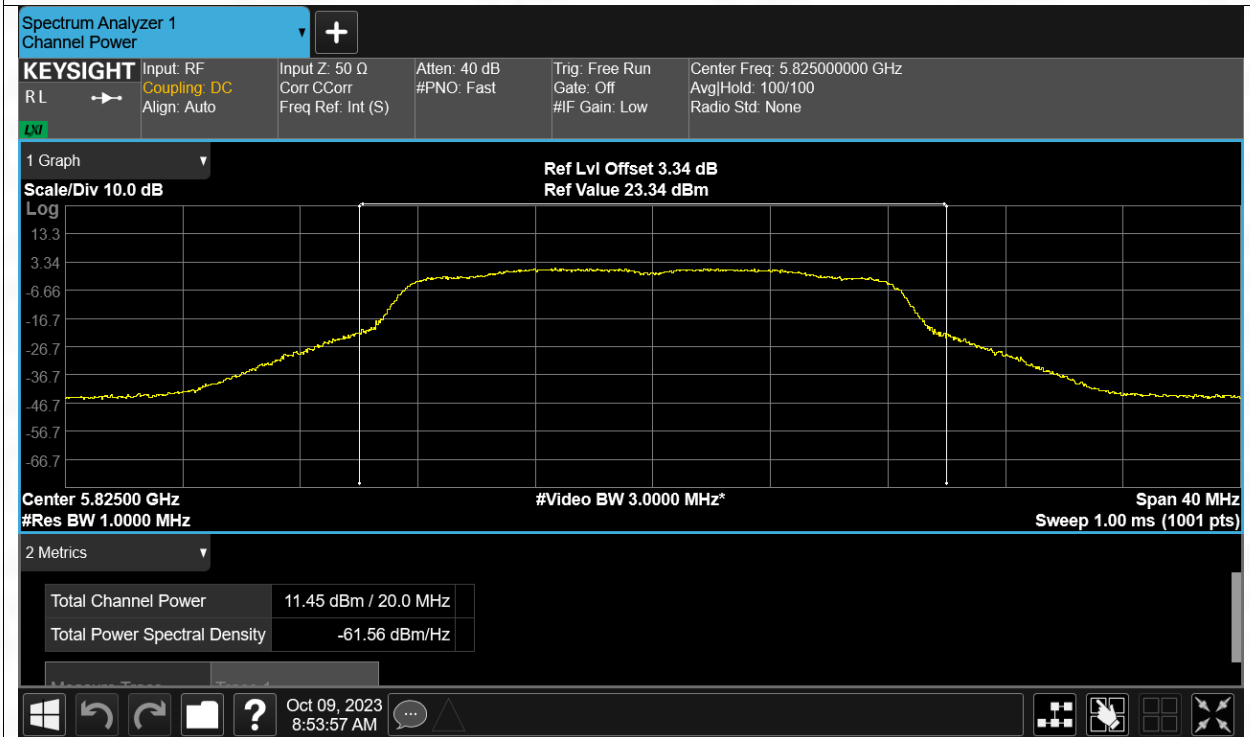 Spectrum Analyzer 1
Channel Power
+
KEYSIGHT
R L
LXI
Input: RF
Coupling: DC
Align: Auto
Input Z: 50 Ω
Corr CCorr
Freq Ref: Int (S)
Atten: 40 dB
#PNO: Fast
Trig: Free Run
Gate: Off
#IF Gain: Low
Center Freq: 5.825000000 GHz
Avg|Hold: 100/100
Radio Std: None
1 Graph
Scale/Div 10.0 dB
Ref Lvl Offset 3.34 dB
Ref Value 23.34 dBm
Log
13.3
3.34
-6.66
-16.7
-26.7
-36.7
-46.7
-56.7
-66.7
Center 5.82500 GHz
#Video BW 3.0000 MHz*
Span 40 MHz
#Res BW 1.0000 MHz
Sweep 1.00 ms (1001 pts)
2 Metrics
Total Channel Power 11.45 dBm / 20.0 MHz
Total Power Spectral Density -61.56 dBm/Hz
Measure Trace Trace 1
?
Oct 09, 2023
8:53:57 AM